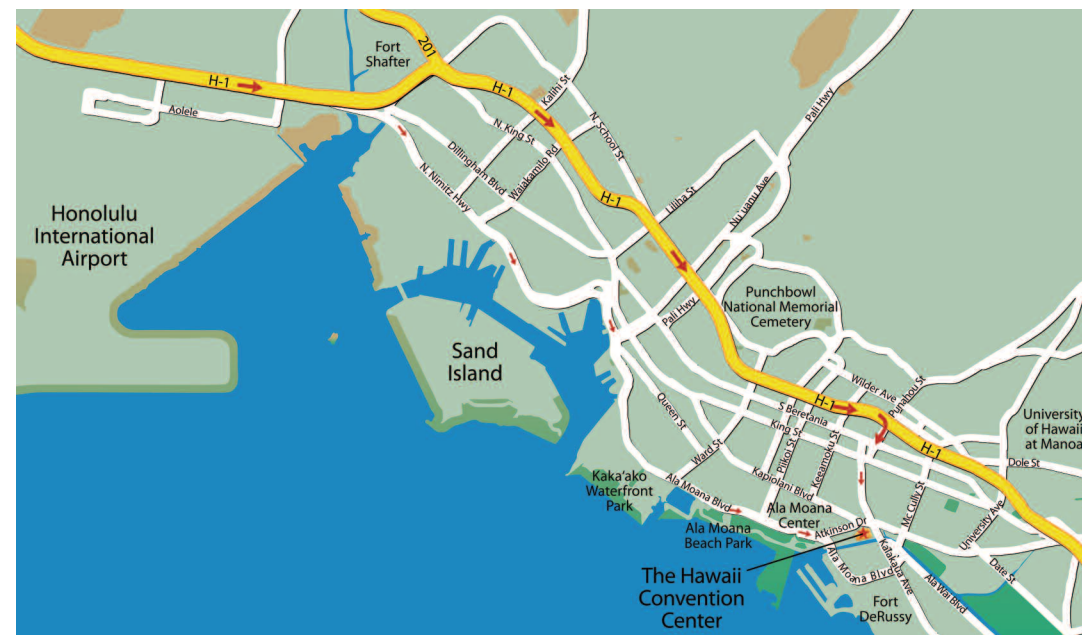 201
Fort
Shafter
H-1
Aolele
H-1
Kalihi St
N. School St
Pali Hwy
N. King St
Dillingham Blvd
Waiakamilo Rd
N. Nimitz Hwy
H-1
Liliha St
Nu'uanu Ave
Honolulu
International
Airport
Pali Hwy
Punchbowl
National Memorial
Cemetery
Sand
Island
Wilder Ave
Punahou St
H-1
S Beretania
King St
Queen St
Ward St
Piikoi St
Keeamoku St
H-1
University
of Hawaii
at Manoa
Dole St
Kapiolani Blvd
Mc Cully St
Kaka'ako
Waterfront
Park
Ala Moana Blvd
Ala Moana
Center
University Ave
Ala Moana
Beach Park
Atkinson Dr
Ala Moana Blvd
Kalakaua Ave
Date St
Ala Wai Blvd
The Hawaii
Convention
Center
Fort
DeRussy